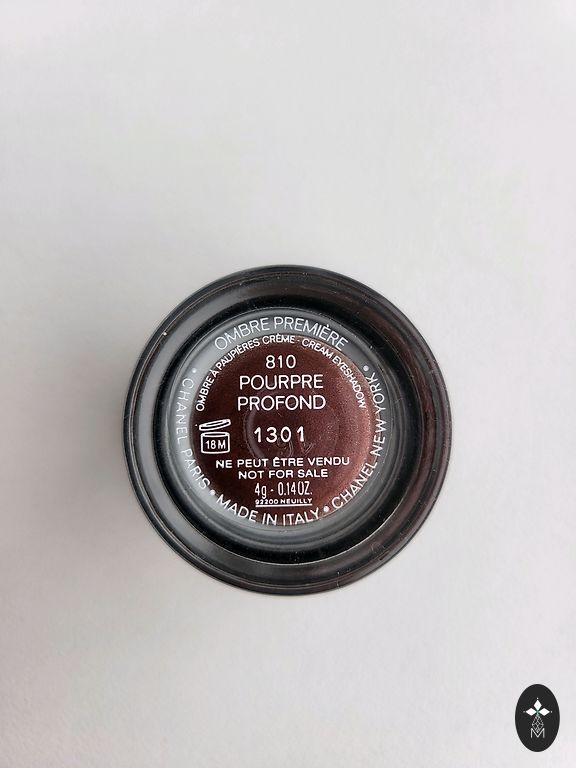 OMBRE PREMIÈRE
OMBRE À PAUPIÈRES CRÈME · CREAM EYESHADOW
810
POURPRE
PROFOND
1301
18 M
NE PEUT ÊTRE VENDU
NOT FOR SALE
4g - 0.14 OZ.
92200 NEUILLY
CHANEL PARIS • MADE IN ITALY • CHANEL NEW YORK •
M